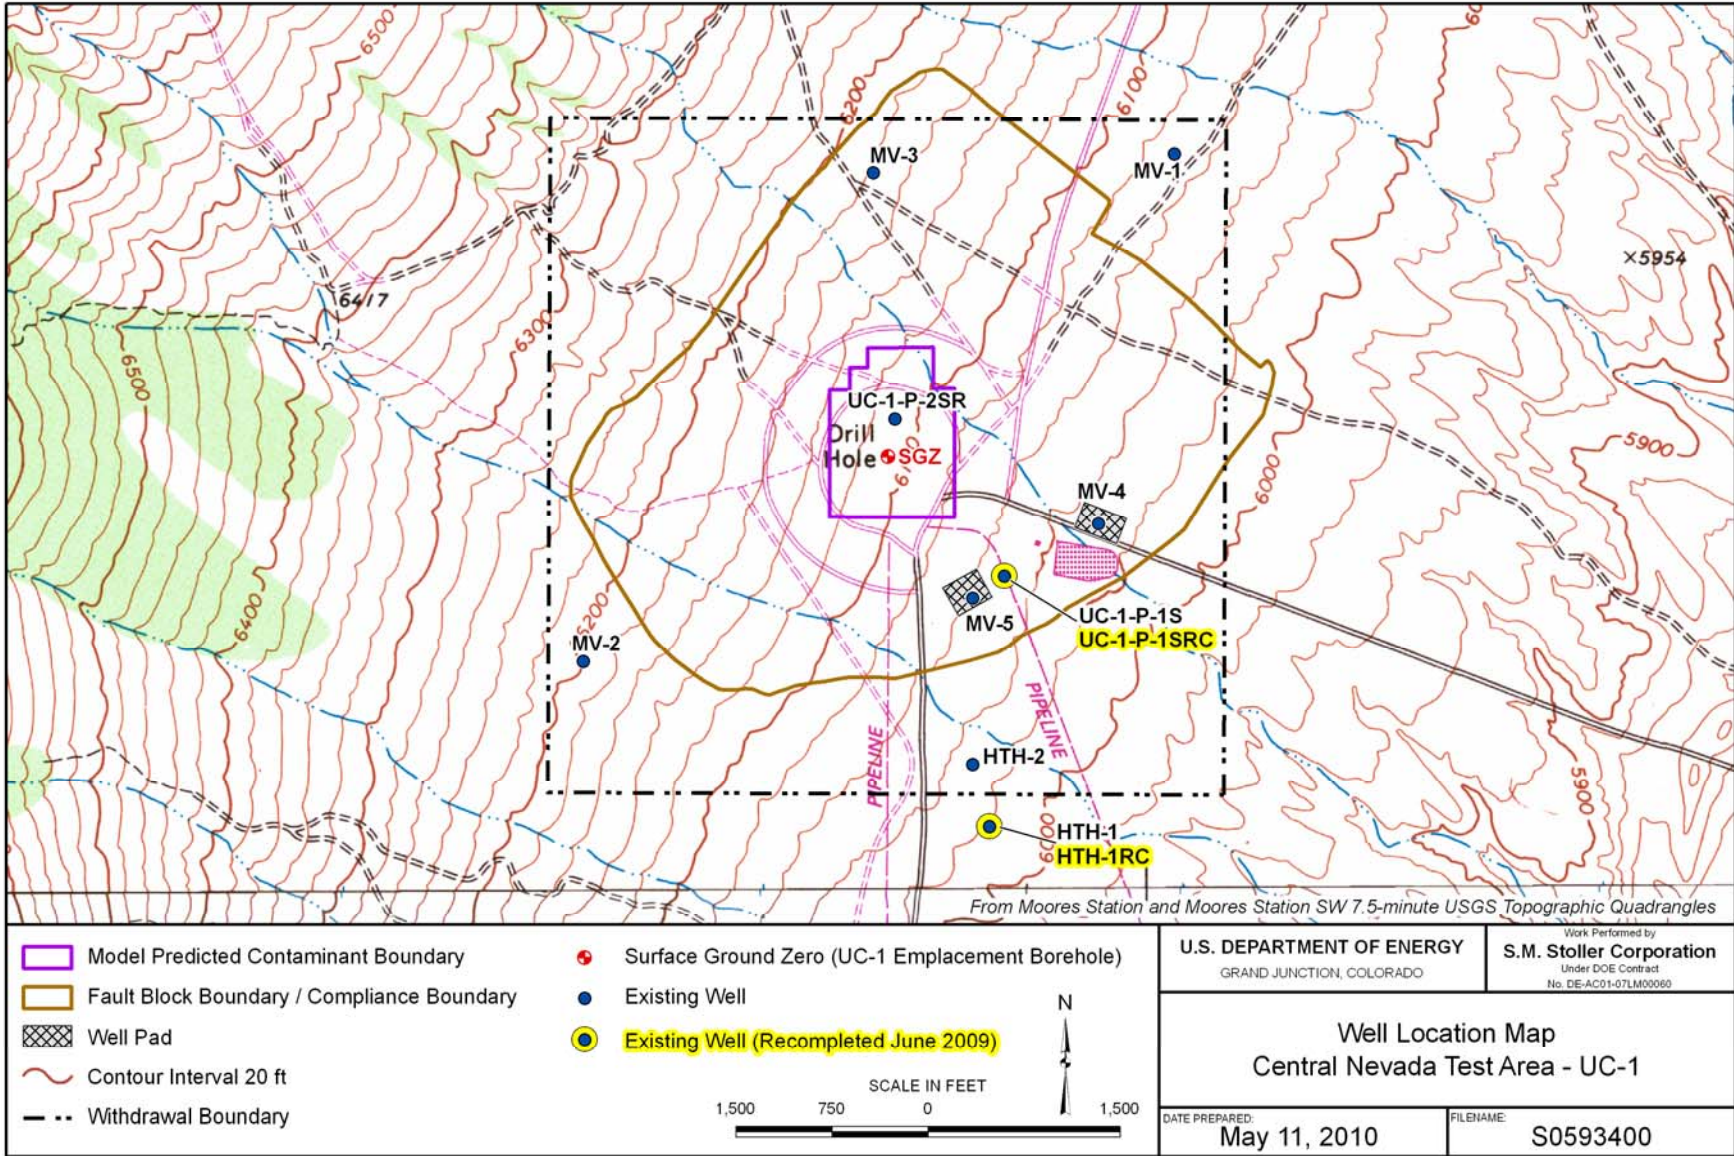 6500
6200
6100
60
MV-3
MV-1
×5954
6417
6300
6500
UC-1-P-2SR
Drill
Hole
SGZ
5900
6000
MV-4
6400
6200
MV-2
MV-5
UC-1-P-1S
UC-1-P-1SRC
PIPELINE
PIPELINE
HTH-2
5900
6000
HTH-1
HTH-1RC
From Moores Station and Moores Station SW 7.5-minute USGS Topographic Quadrangles
Model Predicted Contaminant Boundary
Fault Block Boundary / Compliance Boundary
Well Pad
Contour Interval 20 ft
Withdrawal Boundary
Surface Ground Zero (UC-1 Emplacement Borehole)
Existing Well
Existing Well (Recompleted June 2009)
N
SCALE IN FEET
1,500 750 0 1,500
U.S. DEPARTMENT OF ENERGY
GRAND JUNCTION, COLORADO
Work Performed by
S.M. Stoller Corporation
Under DOE Contract
No. DE-AC01-07LM00060
Well Location Map
Central Nevada Test Area - UC-1
DATE PREPARED:
May 11, 2010
FILENAME:
S0593400